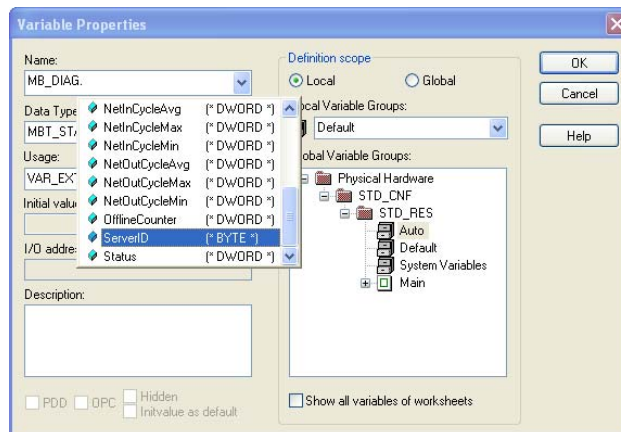 Variable Properties
Name:
MB_DIAG.
Data Type
MBT_STA
Usage:
VAR_EXT
Initial value
I/O addre
Description:
NetInCycleAvg (* DWORD *)
NetInCycleMax (* DWORD *)
NetInCycleMin (* DWORD *)
NetOutCycleAvg (* DWORD *)
NetOutCycleMax (* DWORD *)
NetOutCycleMin (* DWORD *)
OfflineCounter (* DWORD *)
ServerID (* BYTE *)
Status (* DWORD *)
PDD
OPC
Hidden
Initvalue as default
Definition scope
Local
Global
ocal Variable Groups:
Default
obal Variable Groups:
Physical Hardware
STD_CNF
STD_RES
Auto
Default
System Variables
Main
Show all variables of worksheets
OK
Cancel
Help